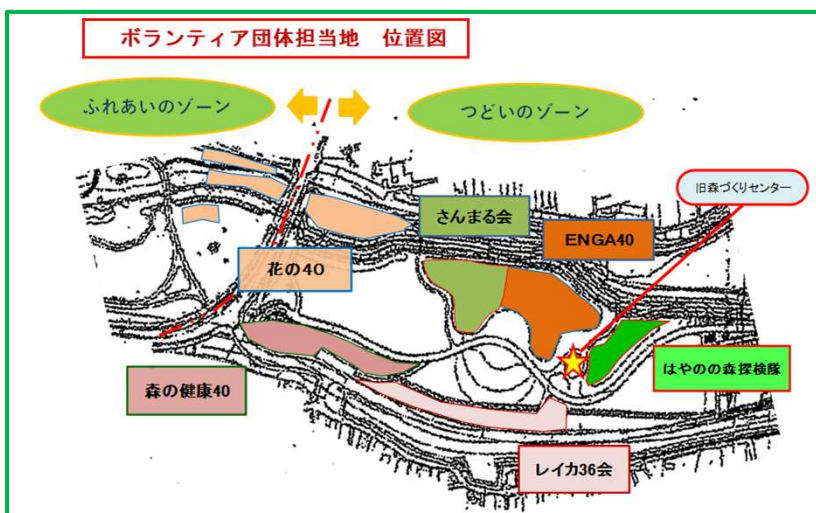 ボランティア団体担当地　位置図
ふれあいのゾーン
つどいのゾーン
旧森づくりセンター
さんまる会
ENGA40
花の40
はやのの森探検隊
森の健康40
レイカ36会